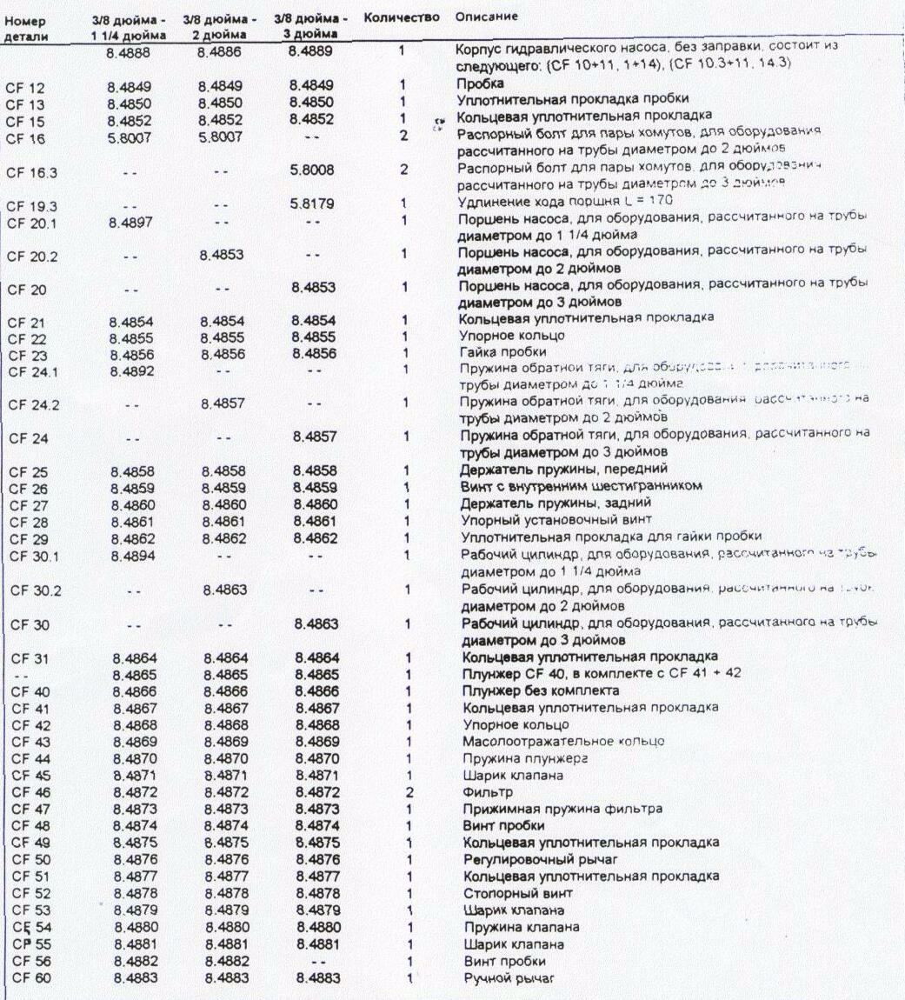 Номер детали 3/8 дюйма - 1 1/4 дюйма 3/8 дюйма - 2 дюйма 3/8 дюйма - 3 дюйма Количество Описание
8.4888 8.4886 8.4889 1 Корпус гидравлического насоса, без заправки, состоит из
следующего: (CF 10+11, 1+14), (CF 10.3+11, 14.3)
CF 12 8.4849 8.4849 8.4849 1 Пробка
CF 13 8.4850 8.4850 8.4850 1 Уплотнительная прокладка пробки
CF 15 8.4852 8.4852 8.4852 1 Кольцевая уплотнительная прокладка
CF 16 5.8007 5.8007 -- 2 Распорный болт для пары хомутов, для оборудования
рассчитанного на трубы диаметром до 2 дюймов
CF 16.3 -- -- 5.8008 2 Распорный болт для пары хомутов, для оборудования
рассчитанного на трубы диаметром до 3 дюймов
CF 19.3 -- -- 5.8179 1 Удлинение хода поршня L = 170
CF 20.1 8.4897 -- -- 1 Поршень насоса, для оборудования, рассчитанного на трубы
диаметром до 1 1/4 дюйма
CF 20.2 -- 8.4853 -- 1 Поршень насоса, для оборудования, рассчитанного на трубы
диаметром до 2 дюймов
CF 20 -- -- 8.4853 1 Поршень насоса, для оборудования, рассчитанного на трубы
диаметром до 3 дюймов
CF 21 8.4854 8.4854 8.4854 1 Кольцевая уплотнительная прокладка
CF 22 8.4855 8.4855 8.4855 1 Упорное кольцо
CF 23 8.4856 8.4856 8.4856 1 Гайка пробки
CF 24.1 8.4892 -- -- 1 Пружина обратной тяги, для
трубы диаметром до 1 1/4 дюйма
CF 24.2 -- 8.4857 -- 1 Пружина обратной тяги, для оборудования, рассчитанного на
трубы диаметром до 2 дюймов
CF 24 -- -- 8.4857 1 Пружина обратной тяги, для оборудования, рассчитанного на
трубы диаметром до 3 дюймов
CF 25 8.4858 8.4858 8.4858 1 Держатель пружины, передний
CF 26 8.4859 8.4859 8.4859 1 Винт с внутренним шестигранником
CF 27 8.4860 8.4860 8.4860 1 Держатель пружины, задний
CF 28 8.4861 8.4861 8.4861 1 Упорный установочный винт
CF 29 8.4862 8.4862 8.4862 1 Уплотнительная прокладка для гайки пробки
CF 30.1 8.4894 -- -- 1 Рабочий цилиндр, для оборудования, рассчитанного на трубы
диаметром до 1 1/4 дюйма
CF 30.2 -- 8.4863 -- 1 Рабочий цилиндр, для оборудования, рассчитанного на
диаметром до 2 дюймов
CF 30 -- -- 8.4863 1 Рабочий цилиндр, для оборудования, рассчитанного на трубы
диаметром до 3 дюймов
CF 31 8.4864 8.4864 8.4864 1 Кольцевая уплотнительная прокладка
-- 8.4865 8.4865 8.4865 1 Плунжер CF 40, в комплекте с CF 41 + 42
CF 40 8.4866 8.4866 8.4866 1 Плунжер без комплекта
CF 41 8.4867 8.4867 8.4867 1 Кольцевая уплотнительная прокладка
CF 42 8.4868 8.4868 8.4868 1 Упорное кольцо
CF 43 8.4869 8.4869 8.4869 1 Маслоотражательное кольцо
CF 44 8.4870 8.4870 8.4870 1 Пружина плунжера
CF 45 8.4871 8.4871 8.4871 1 Шарик клапана
CF 46 8.4872 8.4872 8.4872 2 Фильтр
CF 47 8.4873 8.4873 8.4873 1 Прижимная пружина фильтра
CF 48 8.4874 8.4874 8.4874 1 Винт пробки
CF 49 8.4875 8.4875 8.4875 1 Кольцевая уплотнительная прокладка
CF 50 8.4876 8.4876 8.4876 1 Регулировочный рычаг
CF 51 8.4877 8.4877 8.4877 1 Кольцевая уплотнительная прокладка
CF 52 8.4878 8.4878 8.4878 1 Стопорный винт
CF 53 8.4879 8.4879 8.4879 1 Шарик клапана
CF 54 8.4880 8.4880 8.4880 1 Пружина клапана
CF 55 8.4881 8.4881 8.4881 1 Шарик клапана
CF 56 8.4882 8.4882 -- 1 Винт пробки
CF 60 8.4883 8.4883 8.4883 1 Ручной рычаг